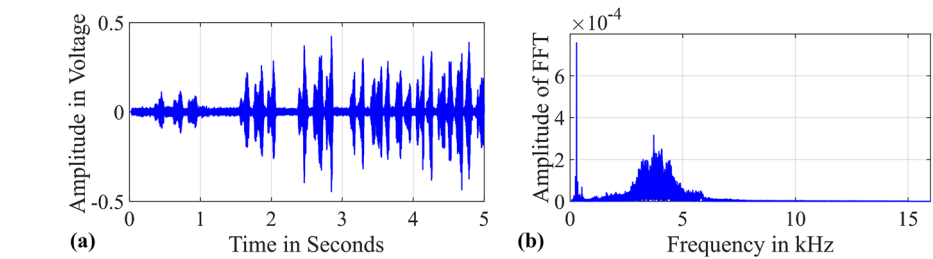 Amplitude in Voltage
0.5
0
-0.5
0 1 2 3 4 5
Time in Seconds
(a)
Amplitude of FFT
×10⁻⁴
6
4
2
0
0 5 10 15
Frequency in kHz
(b)